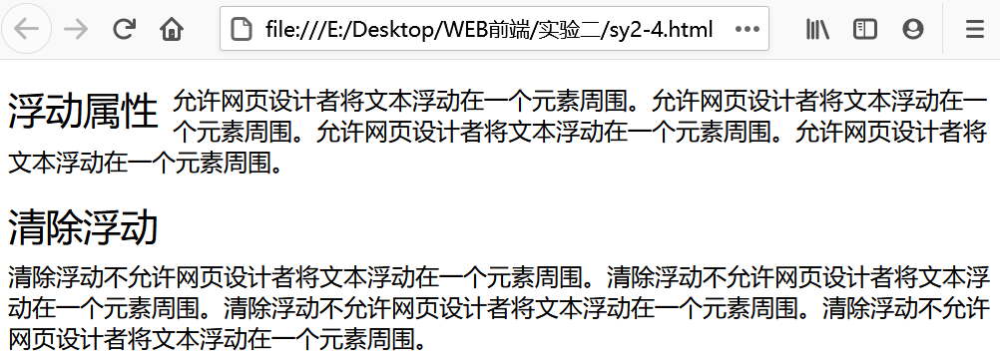 file:///E:/Desktop/WEB前端/实验二/sy2-4.html
浮动属性 允许网页设计者将文本浮动在一个元素周围。允许网页设计者将文本浮动在一
个元素周围。允许网页设计者将文本浮动在一个元素周围。允许网页设计者将
文本浮动在一个元素周围。
清除浮动
清除浮动不允许网页设计者将文本浮动在一个元素周围。清除浮动不允许网页设计者将文本浮
动在一个元素周围。清除浮动不允许网页设计者将文本浮动在一个元素周围。清除浮动不允许
网页设计者将文本浮动在一个元素周围。